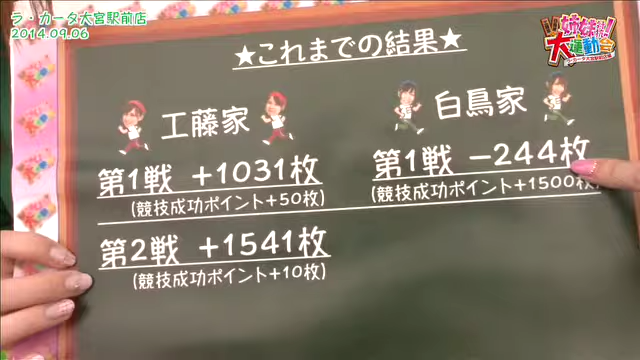 ラ・カータ大宮駅前店
2014.09.06
姉妹
大運動会
★これまでの結果★
工藤家
第1戦 +1031枚
(競技成功ポイント+50枚)
第2戦 +1541枚
(競技成功ポイント+10枚)
白鳥家
第1戦 -244枚
(競技成功ポイント+1500枚)